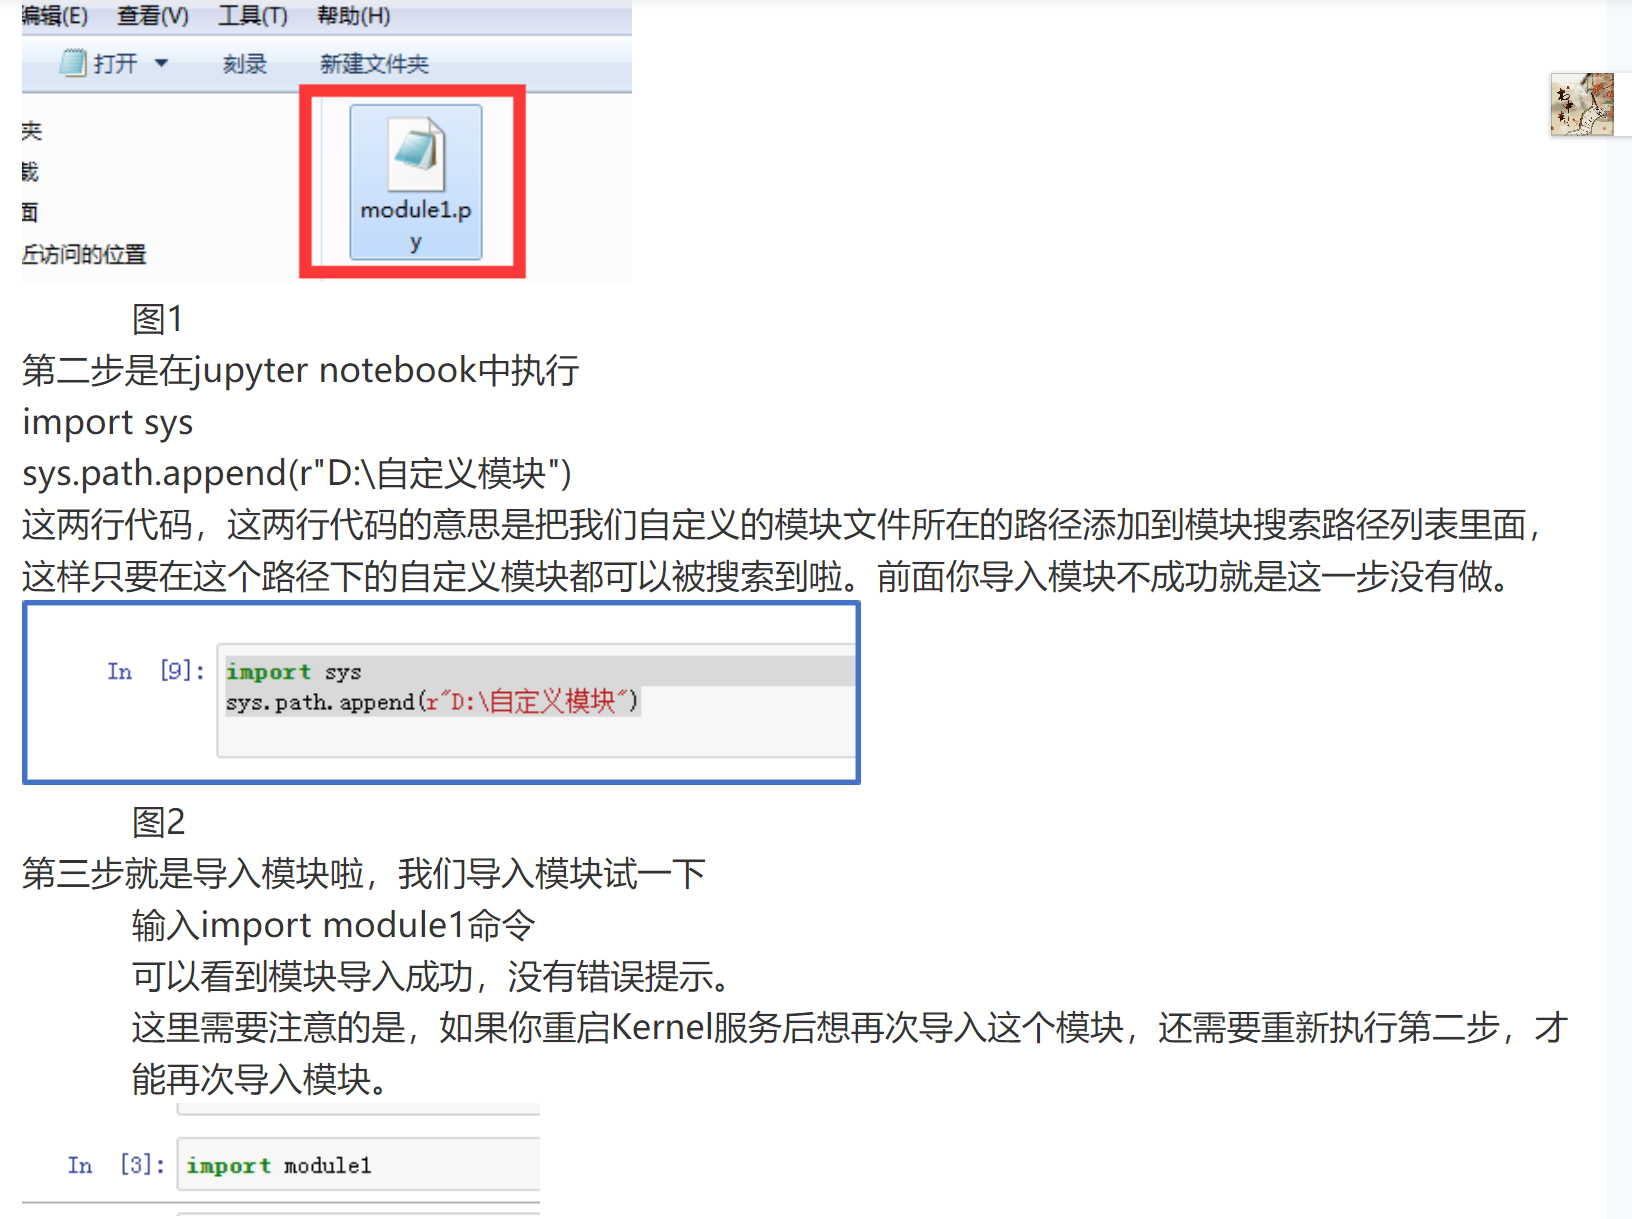 编辑(E) 查看(V) 工具(T) 帮助(H)
打开 刻录 新建文件夹
夹
载
面
近访问的位置
module1.p
y
图1
第二步是在jupyter notebook中执行
import sys
sys.path.append(r"D:\自定义模块")
这两行代码，这两行代码的意思是把我们自定义的模块文件所在的路径添加到模块搜索路径列表里面，
这样只要在这个路径下的自定义模块都可以被搜索到啦。前面你导入模块不成功就是这一步没有做。
In [9]: import sys
sys.path.append(r"D:\自定义模块")
图2
第三步就是导入模块啦，我们导入模块试一下
输入import module1命令
可以看到模块导入成功，没有错误提示。
这里需要注意的是，如果你重启Kernel服务后想再次导入这个模块，还需要重新执行第二步，才
能再次导入模块。
In [3]: import module1